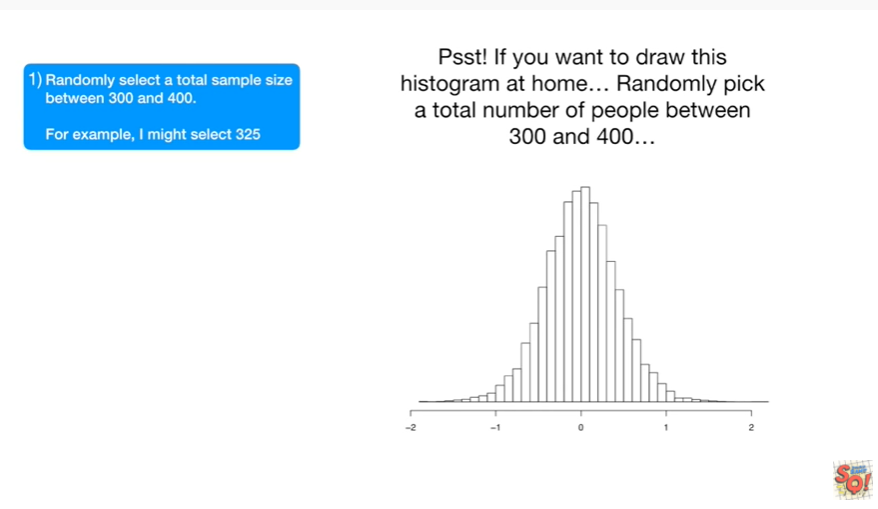 Psst! If you want to draw this
histogram at home... Randomly pick
a total number of people between
300 and 400...
1) Randomly select a total sample size
between 300 and 400.
For example, I might select 325
-2
-1
0
1
2
SQ!